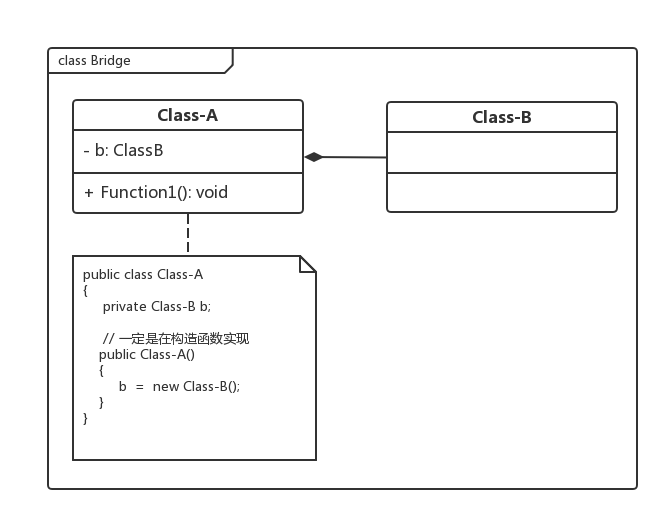 class Bridge
Class-A
Class-B
- b: ClassB
+ Function1(): void
public class Class-A
{
private Class-B b;
// 一定是在构造函数实现
public Class-A()
{
b = new Class-B();
}
}